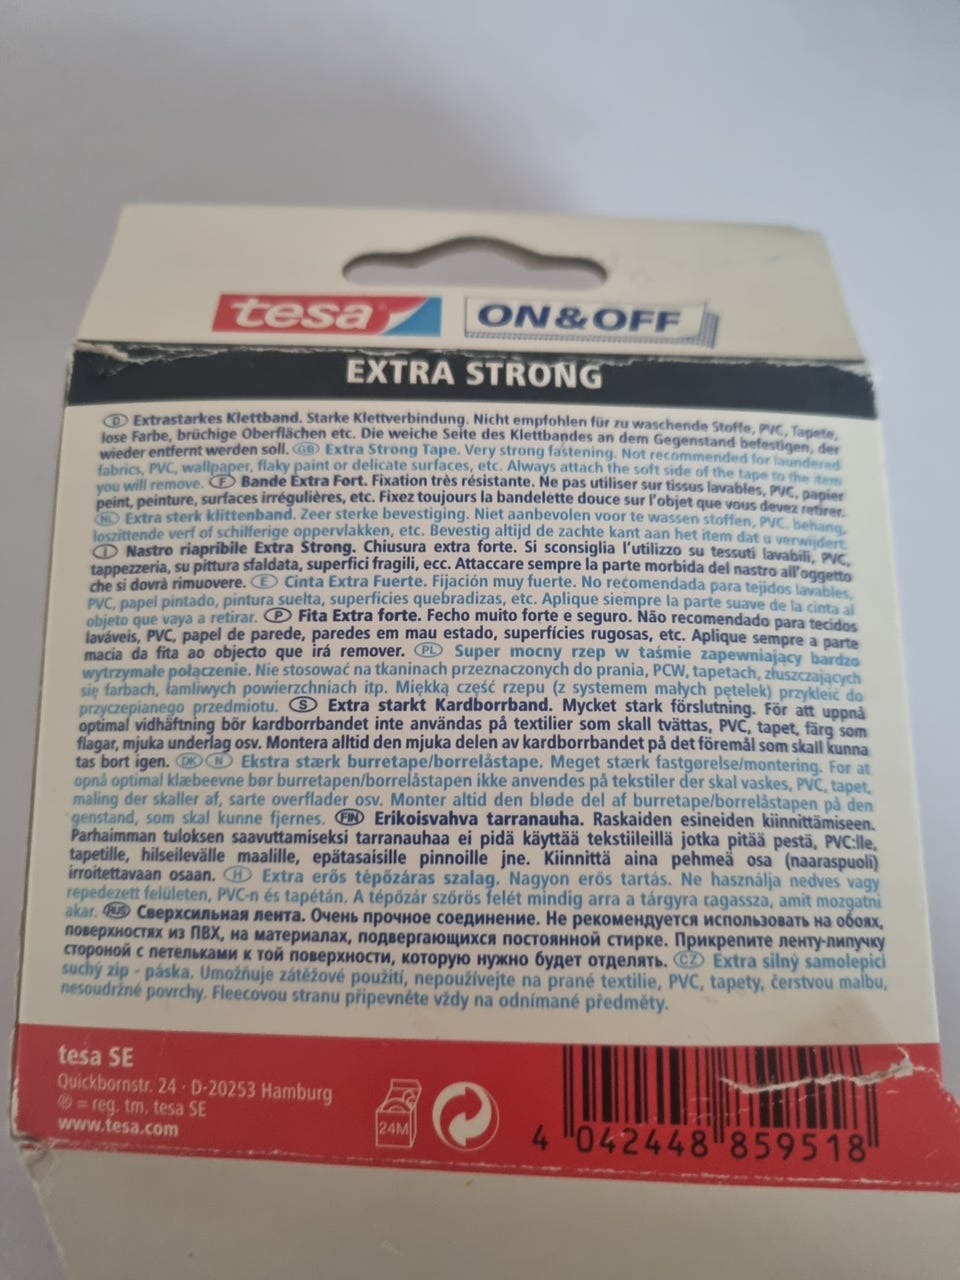 tesa®
ON&OFF
EXTRA STRONG
D Extrastarkes Klettband. Starke Klettverbindung. Nicht empfohlen für zu waschende Stoffe, PVC, Tapete,
lose Farbe, brüchige Oberflächen etc. Die weiche Seite des Klettbandes an dem Gegenstand befestigen, der
wieder entfernt werden soll. GB Extra Strong Tape. Very strong fastening. Not recommended for laundered
fabrics, PVC, wallpaper, flaky paint or delicate surfaces, etc. Always attach the soft side of the tape to the item
you will remove. F Bande Extra Fort. Fixation très résistante. Ne pas utiliser sur tissus lavables, PVC, papier
peint, peinture, surfaces irrégulières, etc. Fixez toujours la bandelette douce sur l'objet que vous devez retirer.
NL Extra sterk klittenband. Zeer sterke bevestiging. Niet aanbevolen voor te wassen stoffen, PVC, behang,
loszittende verf of schilferige oppervlakken, etc. Bevestig altijd de zachte kant aan het item dat u verwijdert.
I Nastro riapribile Extra Strong. Chiusura extra forte. Si sconsiglia l'utilizzo su tessuti lavabili, PVC,
tappezzeria, su pittura sfaldata, superfici fragili, ecc. Attaccare sempre la parte morbida del nastro all'oggetto
che si dovrà rimuovere. E Cinta Extra Fuerte. Fijación muy fuerte. No recomendada para tejidos lavables,
PVC, papel pintado, pintura suelta, superficies quebradizas, etc. Aplique siempre la parte suave de la cinta al
objeto que vaya a retirar. P Fita Extra forte. Fecho muito forte e seguro. Não recomendado para tecidos
laváveis, PVC, papel de parede, paredes em mau estado, superfícies rugosas, etc. Aplique sempre a parte
macia da fita ao objecto que irá remover. PL Super mocny rzep w taśmie zapewniający bardzo
wytrzymałe połączenie. Nie stosować na tkaninach przeznaczonych do prania, PCW, tapetach, złuszczających
się farbach, łamliwych powierzchniach itp. Miękką część rzepu (z systemem małych pętelek) przykleić do
przyczepianego przedmiotu. S Extra starkt Kardborrband. Mycket stark förslutning. För att uppnå
optimal vidhäftning bör kardborrbandet inte användas på textilier som skall tvättas, PVC, tapet, färg som
flagar, mjuka underlag osv. Montera alltid den mjuka delen av kardborrbandet på det föremål som skall kunna
tas bort igen. DK N Ekstra stærk burretape/borrelåstape. Meget stærk fastgørelse/montering. For at
opnå optimal klæbeevne bør burretapen/borrelåstapen ikke anvendes på tekstiler der skal vaskes, PVC, tapet,
maling der skaller af, sarte overflader osv. Monter altid den bløde del af burretape/borrelåstapen på den
genstand, som skal kunne fjernes. FIN Erikoisvahva tarranauha. Raskaiden esineiden kiinnittämiseen.
Parhaimman tuloksen saavuttamiseksi tarranauhaa ei pidä käyttää tekstiileillä jotka pitää pestä, PVC:lle,
tapetille, hilseilevälle maalille, epätasaisille pinnoille jne. Kiinnittä aina pehmeä osa (naaraspuoli)
irroitettavaan osaan. H Extra erős tépőzáras szalag. Nagyon erős tartás. Ne használja nedves vagy
repedezett felületen, PVC-n és tapétán. A tépőzár szőrös felét mindig arra a tárgyra ragassza, amit mozgatni
akar. RUS Сверхсильная лента. Очень прочное соединение. Не рекомендуется использовать на обоях,
поверхностях из ПВХ, на материалах, подвергающихся постоянной стирке. Прикрепите ленту-липучку
стороной с петельками к той поверхности, которую нужно будет отделять. CZ Extra silný samolepicí
suchý zip - páska. Umožňuje zátěžové použití, nepoužívejte na prané textilie, PVC, tapety, čerstvou malbu,
nesoudržné povrchy. Fleecovou stranu připevněte vždy na odnímané předměty.
tesa SE
Quickbornstr. 24 · D-20253 Hamburg
® = reg. tm. tesa SE
www.tesa.com
24M
4 042448 859518